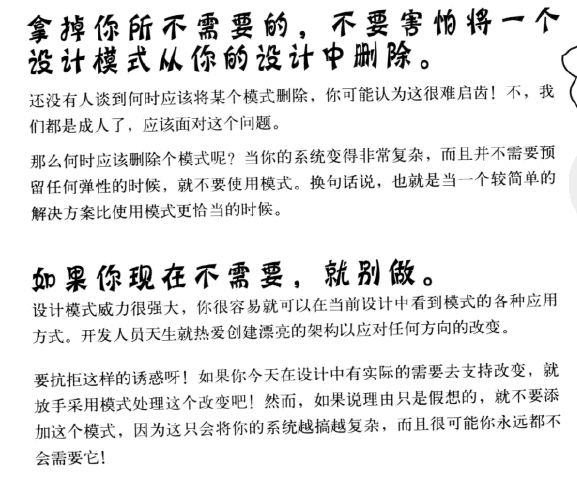 拿掉你所不需要的，不要害怕将一个
设计模式从你的设计中删除。
还没有人谈到何时应该将某个模式删除，你可能认为这很难启齿！不，我
们都是成人了，应该面对这个问题。
那么何时应该删除个模式呢？当你的系统变得非常复杂，而且并不需要预
留任何弹性的时候，就不要使用模式。换句话说，也就是当一个较简单的
解决方案比使用模式更恰当的时候。
如果你现在不需要，就别做。
设计模式威力很强大，你很容易就可以在当前设计中看到模式的各种应用
方式。开发人员天生就热爱创建漂亮的架构以应对任何方向的改变。
要抗拒这样的诱惑呀！如果你今天在设计中有实际的需要去支持改变，就
放手采用模式处理这个改变吧！然而，如果说理由只是假想的，就不要添
加这个模式，因为这只会将你的系统越搞越复杂，而且很可能你永远都不
会需要它！